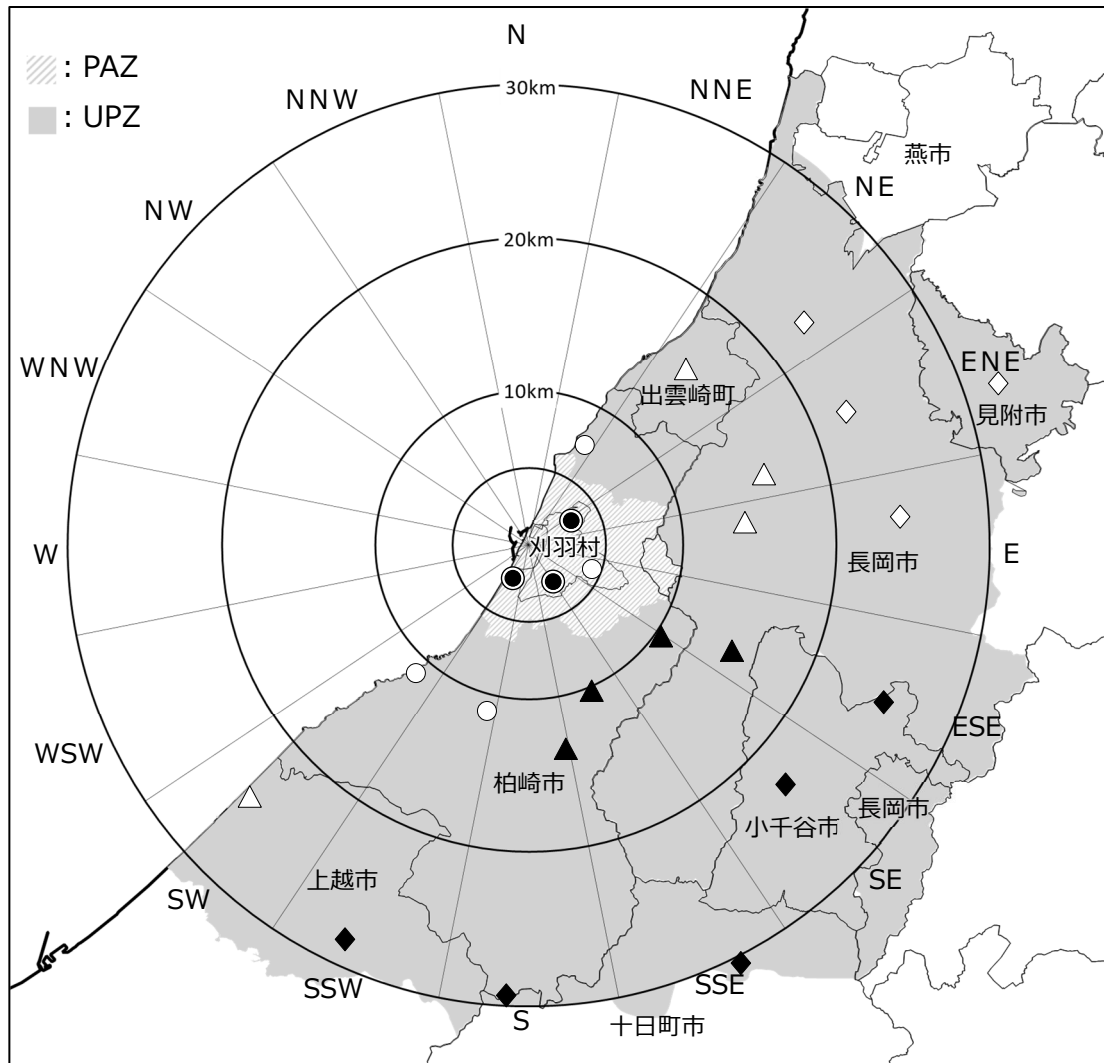 N
: PAZ
: UPZ
30km
NNW
NNE
燕市
NE
NW
20km
WNW
ENE
10km
出雲崎町
見附市
刈羽村
W
E
長岡市
ESE
WSW
柏崎市
長岡市
小千谷市
上越市
SE
SW
SSW
SSE
S
十日町市